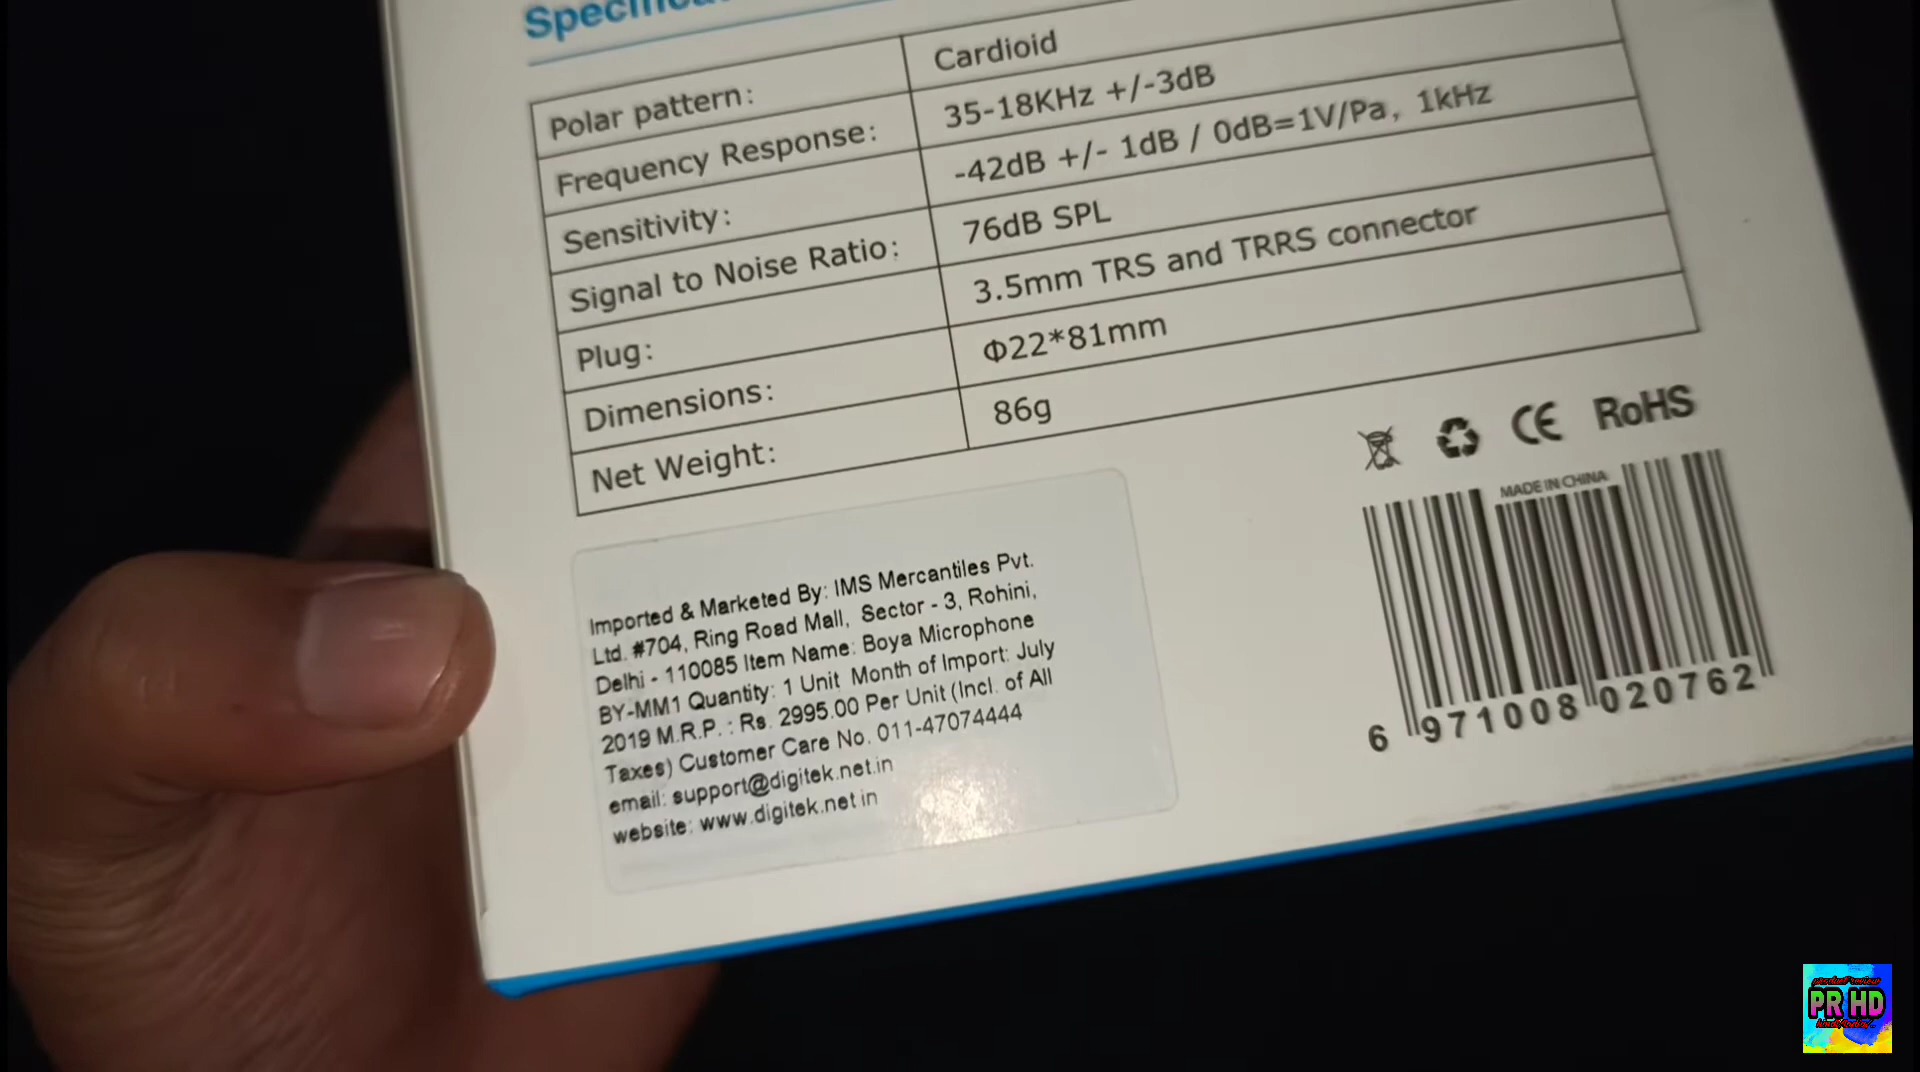 Polar pattern: Cardioid
Frequency Response: 35-18KHz +/-3dB
Sensitivity: -42dB +/- 1dB / 0dB=1V/Pa, 1kHz
Signal to Noise Ratio: 76dB SPL
Plug: 3.5mm TRS and TRRS connector
Dimensions: Φ22*81mm
Net Weight: 86g
CE RoHS
MADE IN CHINA
6 971008 020762
Imported & Marketed By: IMS Mercantiles Pvt.
Ltd. #704, Ring Road Mall, Sector - 3, Rohini,
Delhi - 110085 Item Name: Boya Microphone
BY-MM1 Quantity: 1 Unit Month of Import: July
2019 M.R.P. : Rs. 2995.00 Per Unit (Incl. of All
Taxes) Customer Care No. 011-47074444
email: support@digitek.net.in
website: www.digitek.net in
PR HD